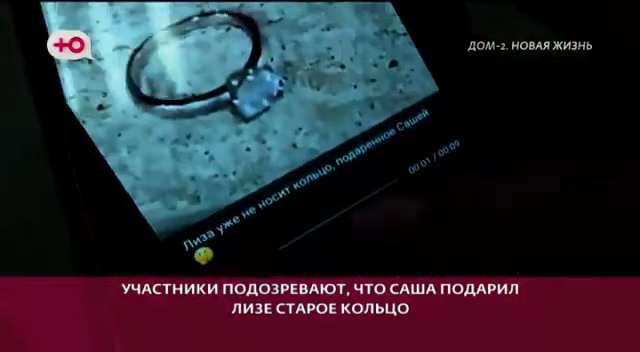 Ю
ДОМ-2. НОВАЯ ЖИЗНЬ
Лиза уже не носит кольцо, подаренное Сашей
00:01 / 00:09
УЧАСТНИКИ ПОДОЗРЕВАЮТ, ЧТО САША ПОДАРИЛ
ЛИЗЕ СТАРОЕ КОЛЬЦО